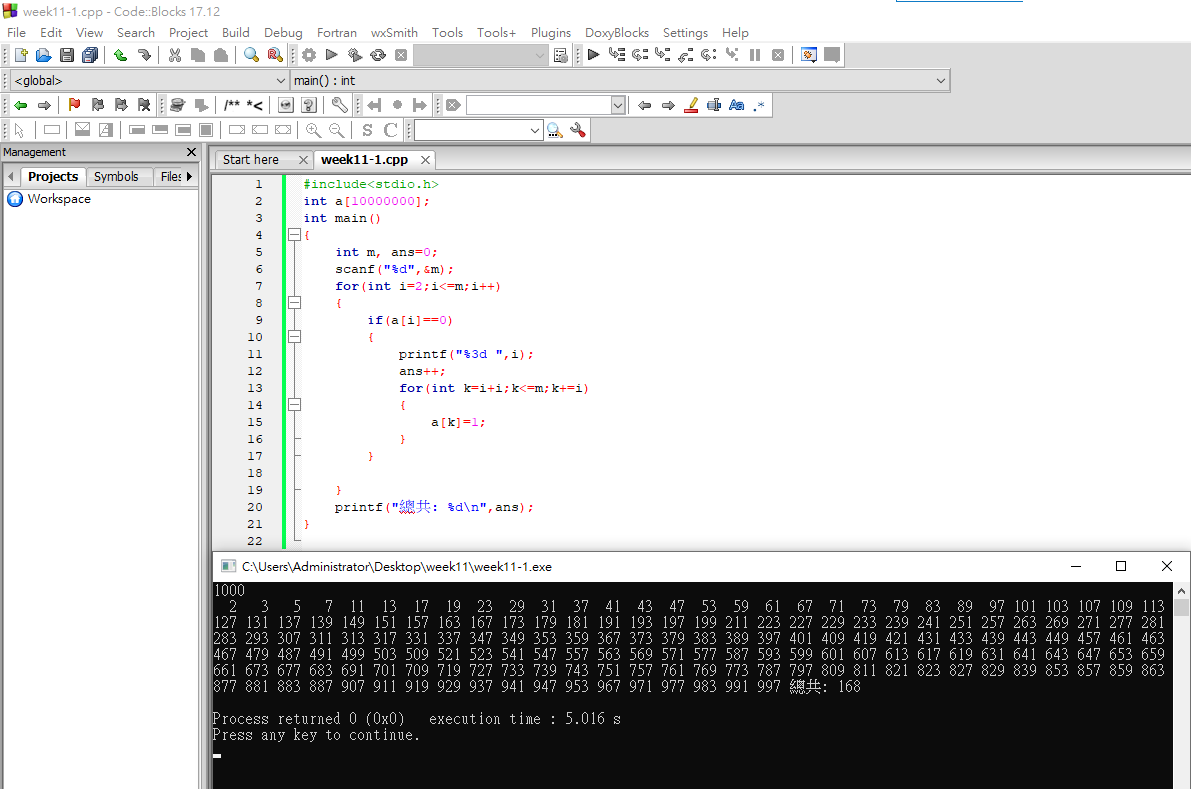 week11-1.cpp - Code::Blocks 17.12
File Edit View Search Project Build Debug Fortran wxSmith Tools Tools+ Plugins DoxyBlocks Settings Help
<global> main() : int
/** *<
Aa .*
S C
Management
Projects Symbols Files
Workspace
Start here week11-1.cpp
1 #include<stdio.h>
2 int a[10000000];
3 int main()
4 {
5 int m, ans=0;
6 scanf("%d",&m);
7 for(int i=2;i<=m;i++)
8 {
9 if(a[i]==0)
10 {
11 printf("%3d ",i);
12 ans++;
13 for(int k=i+i;k<=m;k+=i)
14 {
15 a[k]=1;
16 }
17 }
18
19 }
20 printf("總共: %d\n",ans);
21 }
22
C:\Users\Administrator\Desktop\week11\week11-1.exe
1000
2 3 5 7 11 13 17 19 23 29 31 37 41 43 47 53 59 61 67 71 73 79 83 89 97 101 103 107 109 113
127 131 137 139 149 151 157 163 167 173 179 181 191 193 197 199 211 223 227 229 233 239 241 251 257 263 269 271 277 281
283 293 307 311 313 317 331 337 347 349 353 359 367 373 379 383 389 397 401 409 419 421 431 433 439 443 449 457 461 463
467 479 487 491 499 503 509 521 523 541 547 557 563 569 571 577 587 593 599 601 607 613 617 619 631 641 643 647 653 659
661 673 677 683 691 701 709 719 727 733 739 743 751 757 761 769 773 787 797 809 811 821 823 827 829 839 853 857 859 863
877 881 883 887 907 911 919 929 937 941 947 953 967 971 977 983 991 997 總共: 168
Process returned 0 (0x0) execution time : 5.016 s
Press any key to continue.